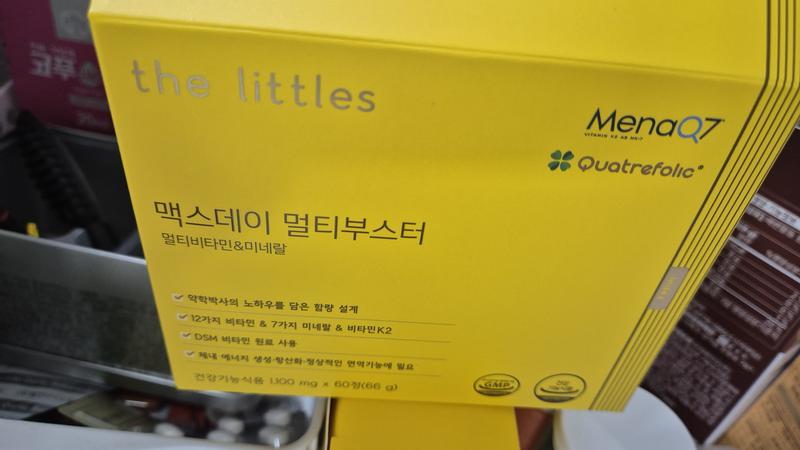 the littles
MenaQ7
VITAMIN K2 AS MK-7
Quatrefolic®
맥스데이 멀티부스터
멀티비타민&미네랄
약학박사의 노하우를 담은 함량 설계
12가지 비타민 & 7가지 미네랄 & 비타민K2
DSM 비타민 원료 사용
체내 에너지 생성·항산화·정상적인 면역기능에 필요
건강기능식품 1,100 mg x 60정(66 g)
GMP
코푸